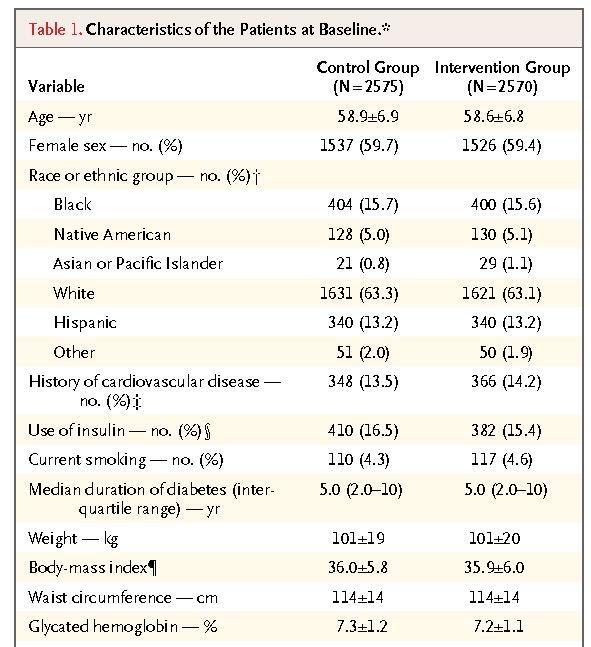 Table 1. Characteristics of the Patients at Baseline.*
Variable Control Group (N=2575) Intervention Group (N=2570)
Age — yr 58.9±6.9 58.6±6.8
Female sex — no. (%) 1537 (59.7) 1526 (59.4)
Race or ethnic group — no. (%)†
Black 404 (15.7) 400 (15.6)
Native American 128 (5.0) 130 (5.1)
Asian or Pacific Islander 21 (0.8) 29 (1.1)
White 1631 (63.3) 1621 (63.1)
Hispanic 340 (13.2) 340 (13.2)
Other 51 (2.0) 50 (1.9)
History of cardiovascular disease — 348 (13.5) 366 (14.2)
no. (%)‡
Use of insulin — no. (%)§ 410 (16.5) 382 (15.4)
Current smoking — no. (%) 110 (4.3) 117 (4.6)
Median duration of diabetes (inter- 5.0 (2.0–10) 5.0 (2.0–10)
quartile range) — yr
Weight — kg 101±19 101±20
Body-mass index¶ 36.0±5.8 35.9±6.0
Waist circumference — cm 114±14 114±14
Glycated hemoglobin — % 7.3±1.2 7.2±1.1